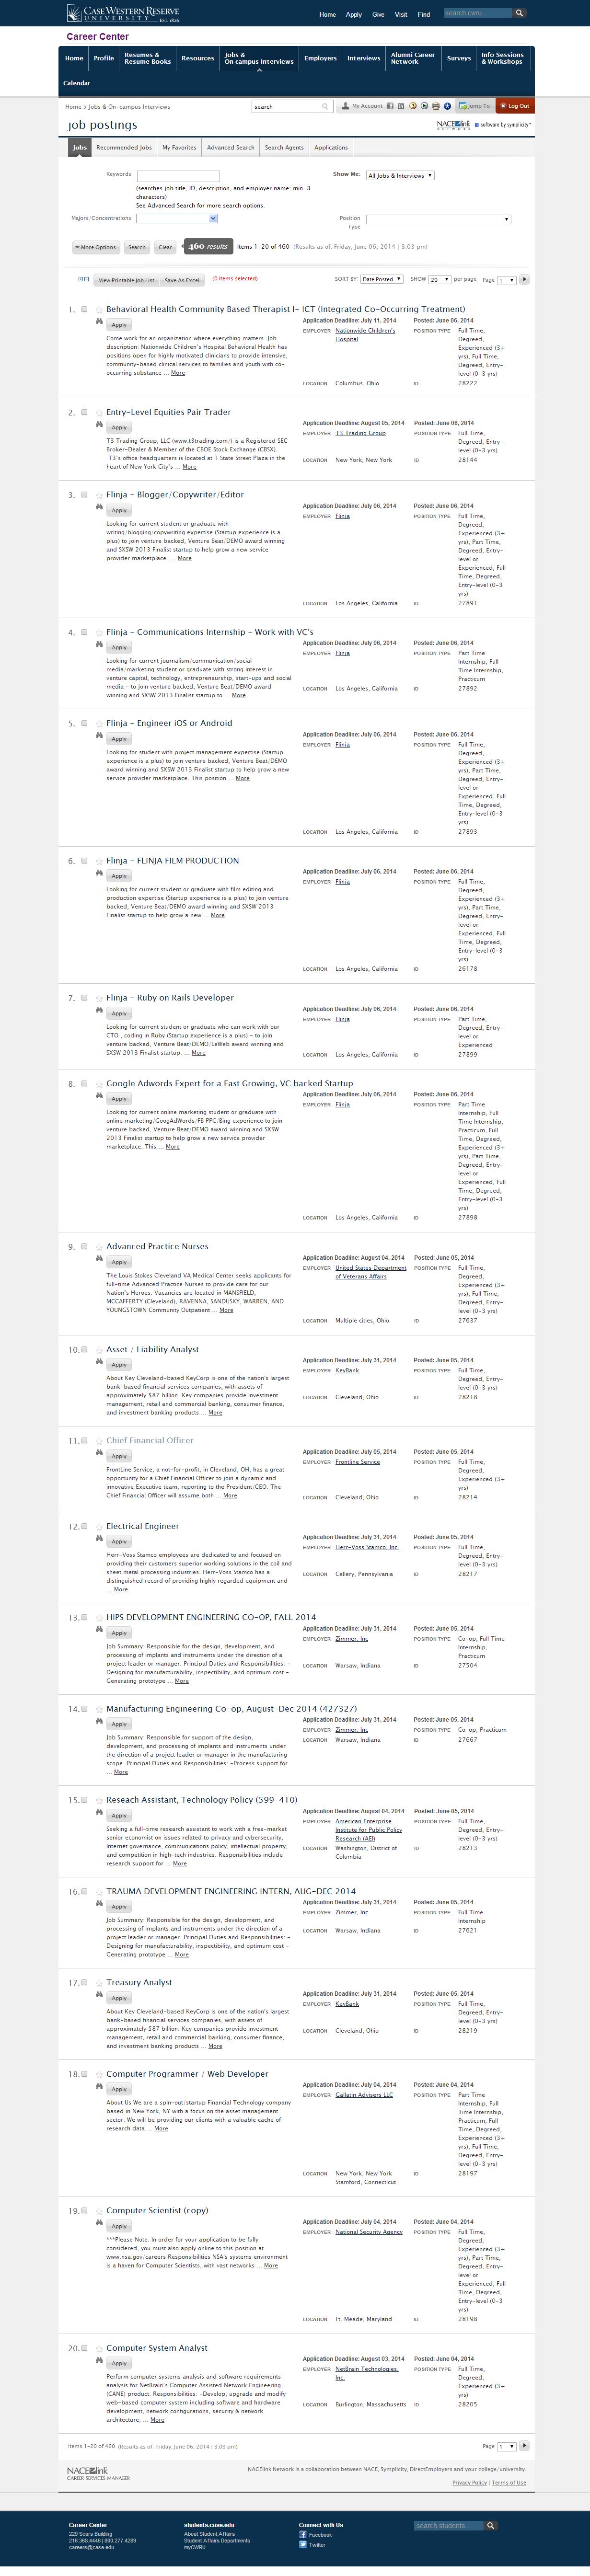 CASE WESTERN RESERVE
UNIVERSITY EST. 1826
Home Apply Give Visit Find search cwru...
Career Center
Home Profile Resumes & Resume Books Resources Jobs & On-campus Interviews Employers Interviews Alumni Career Network Surveys Info Sessions & Workshops
Calendar
Home > Jobs & On-campus Interviews search My Account Jump To Log Out
job postings
NACElink NETWORK software by symplicity
Jobs Recommended Jobs My Favorites Advanced Search Search Agents Applications
Keywords Show Me: All Jobs & Interviews
(searches job title, ID, description, and employer name: min. 3
characters)
See Advanced Search for more search options.
Majors/Concentrations Position
Type
More Options Search Clear 460 results Items 1-20 of 460 (Results as of: Friday, June 06, 2014 | 3:03 pm)
View Printable Job List Save As Excel (0 items selected) SORT BY: Date Posted SHOW 20 per page Page 1
1. Behavioral Health Community Based Therapist I- ICT (Integrated Co-Occurring Treatment)
Apply
Come work for an organization where everything matters. Job
description: Nationwide Children's Hospital Behavioral Health has
positions open for highly motivated clinicians to provide intensive,
community-based clinical services to families and youth with co-
occurring substance ... More
Application Deadline: July 11, 2014 Posted: June 06, 2014
EMPLOYER Nationwide Children's
Hospital
POSITION TYPE Full Time,
Degreed,
Experienced (3+
yrs), Full Time,
Degreed, Entry-
level (0-3 yrs)
LOCATION Columbus, Ohio ID 28222
2. Entry-Level Equities Pair Trader
Apply
T3 Trading Group, LLC (www.t3trading.com/) is a Registered SEC
Broker-Dealer & Member of the CBOE Stock Exchange (CBSX).
T3's office headquarters is located at 1 State Street Plaza in the
heart of New York City's ... More
Application Deadline: August 05, 2014 Posted: June 06, 2014
EMPLOYER T3 Trading Group
POSITION TYPE Full Time,
Degreed, Entry-
level (0-3 yrs)
LOCATION New York, New York ID 28144
3. Flinja - Blogger/Copywriter/Editor
Apply
Looking for current student or graduate with
writing/blogging/copywriting expertise (Startup experience is a
plus) to join venture backed, Venture Beat/DEMO award winning
and SXSW 2013 Finalist startup to help grow a new service
provider marketplace. ... More
Application Deadline: July 06, 2014 Posted: June 06, 2014
EMPLOYER Flinja
POSITION TYPE Full Time,
Degreed,
Experienced (3+
yrs), Part Time,
Degreed, Entry-
level or
Experienced, Full
Time, Degreed,
Entry-level (0-3
yrs)
LOCATION Los Angeles, California ID 27891
4. Flinja - Communications Internship - Work with VC's
Apply
Looking for current journalism/communication/social
media/marketing student or graduate with strong interest in
venture capital, technology, entrepreneurship, start-ups and social
media - to join venture backed, Venture Beat/DEMO award
winning and SXSW 2013 Finalist startup to ... More
Application Deadline: July 06, 2014 Posted: June 06, 2014
EMPLOYER Flinja
POSITION TYPE Part Time
Internship, Full
Time Internship,
Practicum
LOCATION Los Angeles, California ID 27892
5. Flinja - Engineer iOS or Android
Apply
Looking for student with project management expertise (Startup
experience is a plus) to join venture backed, Venture Beat/DEMO
award winning and SXSW 2013 Finalist startup to help grow a new
service provider marketplace. This position ... More
Application Deadline: July 06, 2014 Posted: June 06, 2014
EMPLOYER Flinja
POSITION TYPE Full Time,
Degreed,
Experienced (3+
yrs), Part Time,
Degreed, Entry-
level or
Experienced, Full
Time, Degreed,
Entry-level (0-3
yrs)
LOCATION Los Angeles, California ID 27893
6. Flinja - FLINJA FILM PRODUCTION
Apply
Looking for current student or graduate with film editing and
production expertise (Startup experience is a plus) to join venture
backed, Venture Beat/DEMO award winning and SXSW 2013
Finalist startup to help grow a new ... More
Application Deadline: July 06, 2014 Posted: June 06, 2014
EMPLOYER Flinja
POSITION TYPE Full Time,
Degreed,
Experienced (3+
yrs), Part Time,
Degreed, Entry-
level or
Experienced, Full
Time, Degreed,
Entry-level (0-3
yrs)
LOCATION Los Angeles, California ID 26178
7. Flinja - Ruby on Rails Developer
Apply
Looking for current student or graduate who can work with our
CTO , coding in Ruby (Startup experience is a plus) - to join
venture backed, Venture Beat/DEMO/LeWeb award winning and
SXSW 2013 Finalist startup. ... More
Application Deadline: July 06, 2014 Posted: June 06, 2014
EMPLOYER Flinja
POSITION TYPE Part Time,
Degreed, Entry-
level or
Experienced
LOCATION Los Angeles, California ID 27899
8. Google Adwords Expert for a Fast Growing, VC backed Startup
Apply
Looking for current online marketing student or graduate with
online marketing/GoogAdWords/FB PPC/Bing experience to join
venture backed, Venture Beat/DEMO award winning and SXSW
2013 Finalist startup to help grow a new service provider
marketplace. This ... More
Application Deadline: July 06, 2014 Posted: June 06, 2014
EMPLOYER Flinja
POSITION TYPE Part Time
Internship, Full
Time Internship,
Practicum, Full
Time, Degreed,
Experienced (3+
yrs), Part Time,
Degreed, Entry-
level or
Experienced, Full
Time, Degreed,
Entry-level (0-3
yrs)
LOCATION Los Angeles, California ID 27898
9. Advanced Practice Nurses
Apply
The Louis Stokes Cleveland VA Medical Center seeks applicants for
full-time Advanced Practice Nurses to provide care for our
Nation's Heroes. Vacancies are located in MANSFIELD,
MCCAFFERTY (Cleveland), RAVENNA, SANDUSKY, WARREN, AND
YOUNGSTOWN Community Outpatient ... More
Application Deadline: August 04, 2014 Posted: June 05, 2014
EMPLOYER United States Department
of Veterans Affairs
POSITION TYPE Full Time,
Degreed,
Experienced (3+
yrs), Full Time,
Degreed, Entry-
level (0-3 yrs)
LOCATION Multiple cities, Ohio ID 27637
10. Asset / Liability Analyst
Apply
About Key Cleveland-based KeyCorp is one of the nation's largest
bank-based financial services companies, with assets of
approximately $87 billion. Key companies provide investment
management, retail and commercial banking, consumer finance,
and investment banking products ... More
Application Deadline: July 31, 2014 Posted: June 05, 2014
EMPLOYER KeyBank
POSITION TYPE Full Time,
Degreed, Entry-
level (0-3 yrs)
LOCATION Cleveland, Ohio ID 28218
11. Chief Financial Officer
Apply
FrontLine Service, a not-for-profit, in Cleveland, OH, has a great
opportunity for a Chief Financial Officer to join a dynamic and
innovative Executive team, reporting to the President/CEO. The
Chief Financial Officer will assume both ... More
Application Deadline: July 05, 2014 Posted: June 05, 2014
EMPLOYER Frontline Service
POSITION TYPE Full Time,
Degreed,
Experienced (3+
yrs)
LOCATION Cleveland, Ohio ID 28214
12. Electrical Engineer
Apply
Herr-Voss Stamco employees are dedicated to and focused on
providing their customers superior working solutions in the coil and
sheet metal processing industries. Herr-Voss Stamco has a
distinguished record of providing highly regarded equipment and
... More
Application Deadline: July 31, 2014 Posted: June 05, 2014
EMPLOYER Herr-Voss Stamco, Inc.
POSITION TYPE Full Time,
Degreed, Entry-
level (0-3 yrs)
LOCATION Callery, Pennsylvania ID 28217
13. HIPS DEVELOPMENT ENGINEERING CO-OP, FALL 2014
Apply
Job Summary: Responsible for the design, development, and
processing of implants and instruments under the direction of a
project leader or manager. Principal Duties and Responsibilities: -
Designing for manufacturability, inspectibility, and optimum cost -
Generating prototype ... More
Application Deadline: July 31, 2014 Posted: June 05, 2014
EMPLOYER Zimmer, Inc
POSITION TYPE Co-op, Full Time
Internship,
Practicum
LOCATION Warsaw, Indiana ID 27504
14. Manufacturing Engineering Co-op, August-Dec 2014 (427327)
Apply
Job Summary: Responsible for support of the design,
development, and processing of implants and instruments under
the direction of a project leader or manager in the manufacturing
scope. Principal Duties and Responsibilities: -Process support for
... More
Application Deadline: July 31, 2014 Posted: June 05, 2014
EMPLOYER Zimmer, Inc POSITION TYPE Co-op, Practicum
LOCATION Warsaw, Indiana ID 27667
15. Reseach Assistant, Technology Policy (599-410)
Apply
Seeking a full-time research assistant to work with a free-market
senior economist on issues related to privacy and cybersecurity,
Internet governance, communications policy, intellectual property,
and competition in high-tech industries. Responsibilities include
research support for ... More
Application Deadline: August 04, 2014 Posted: June 05, 2014
EMPLOYER American Enterprise
Institute for Public Policy
Research (AEI)
POSITION TYPE Full Time,
Degreed, Entry-
level (0-3 yrs)
LOCATION Washington, District of
Columbia
ID 28213
16. TRAUMA DEVELOPMENT ENGINEERING INTERN, AUG-DEC 2014
Apply
Job Summary: Responsible for the design, development, and
processing of implants and instruments under the direction of a
project leader or manager. Principal Duties and Responsibilities: -
Designing for manufacturability, inspectibility, and optimum cost -
Generating prototype ... More
Application Deadline: July 31, 2014 Posted: June 05, 2014
EMPLOYER Zimmer, Inc
POSITION TYPE Full Time
Internship
LOCATION Warsaw, Indiana ID 27621
17. Treasury Analyst
Apply
About Key Cleveland-based KeyCorp is one of the nation's largest
bank-based financial services companies, with assets of
approximately $87 billion. Key companies provide investment
management, retail and commercial banking, consumer finance,
and investment banking products ... More
Application Deadline: July 31, 2014 Posted: June 05, 2014
EMPLOYER KeyBank
POSITION TYPE Full Time,
Degreed, Entry-
level (0-3 yrs)
LOCATION Cleveland, Ohio ID 28219
18. Computer Programmer / Web Developer
Apply
About Us We are a spin-out/startup Financial Technology company
based in New York, NY with a focus on the asset management
sector. We will be providing our clients with a valuable cache of
research data ... More
Application Deadline: July 04, 2014 Posted: June 04, 2014
EMPLOYER Gallatin Advisers LLC
POSITION TYPE Part Time
Internship, Full
Time Internship,
Practicum, Full
Time, Degreed,
Experienced (3+
yrs), Full Time,
Degreed, Entry-
level (0-3 yrs)
LOCATION New York, New York
Stamford, Connecticut
ID 28197
19. Computer Scientist (copy)
Apply
***Please Note: In order for your application to be fully
considered, you must also apply online to this position at
www.nsa.gov/careers Responsibilities NSA's systems environment
is a haven for Computer Scientists, with vast networks ... More
Application Deadline: July 04, 2014 Posted: June 04, 2014
EMPLOYER National Security Agency
POSITION TYPE Full Time,
Degreed,
Experienced (3+
yrs), Part Time,
Degreed, Entry-
level or
Experienced, Full
Time, Degreed,
Entry-level (0-3
yrs)
LOCATION Ft. Meade, Maryland ID 28198
20. Computer System Analyst
Apply
Perform computer systems analysis and software requirements
analysis for NetBrain's Computer Assisted Network Engineering
(CANE) product. Responsibilities: -Develop, upgrade and modify
web-based computer system including software and hardware
development, network configurations, security & network
architecture, ... More
Application Deadline: August 03, 2014 Posted: June 04, 2014
EMPLOYER NetBrain Technologies,
Inc.
POSITION TYPE Full Time,
Degreed,
Experienced (3+
yrs)
LOCATION Burlington, Massachusetts ID 28205
Items 1-20 of 460 (Results as of: Friday, June 06, 2014 | 3:03 pm) Page 1
NACElink
CAREER SERVICES MANAGER
NACElink Network is a collaboration between NACE, Symplicity, DirectEmployers and your college/university.
Privacy Policy | Terms of Use
Career Center students.case.edu Connect with Us search students...
229 Sears Building About Student Affairs Facebook
216.368.4446 | 800.277.4289 Student Affairs Departments Twitter
careers@case.edu myCWRU